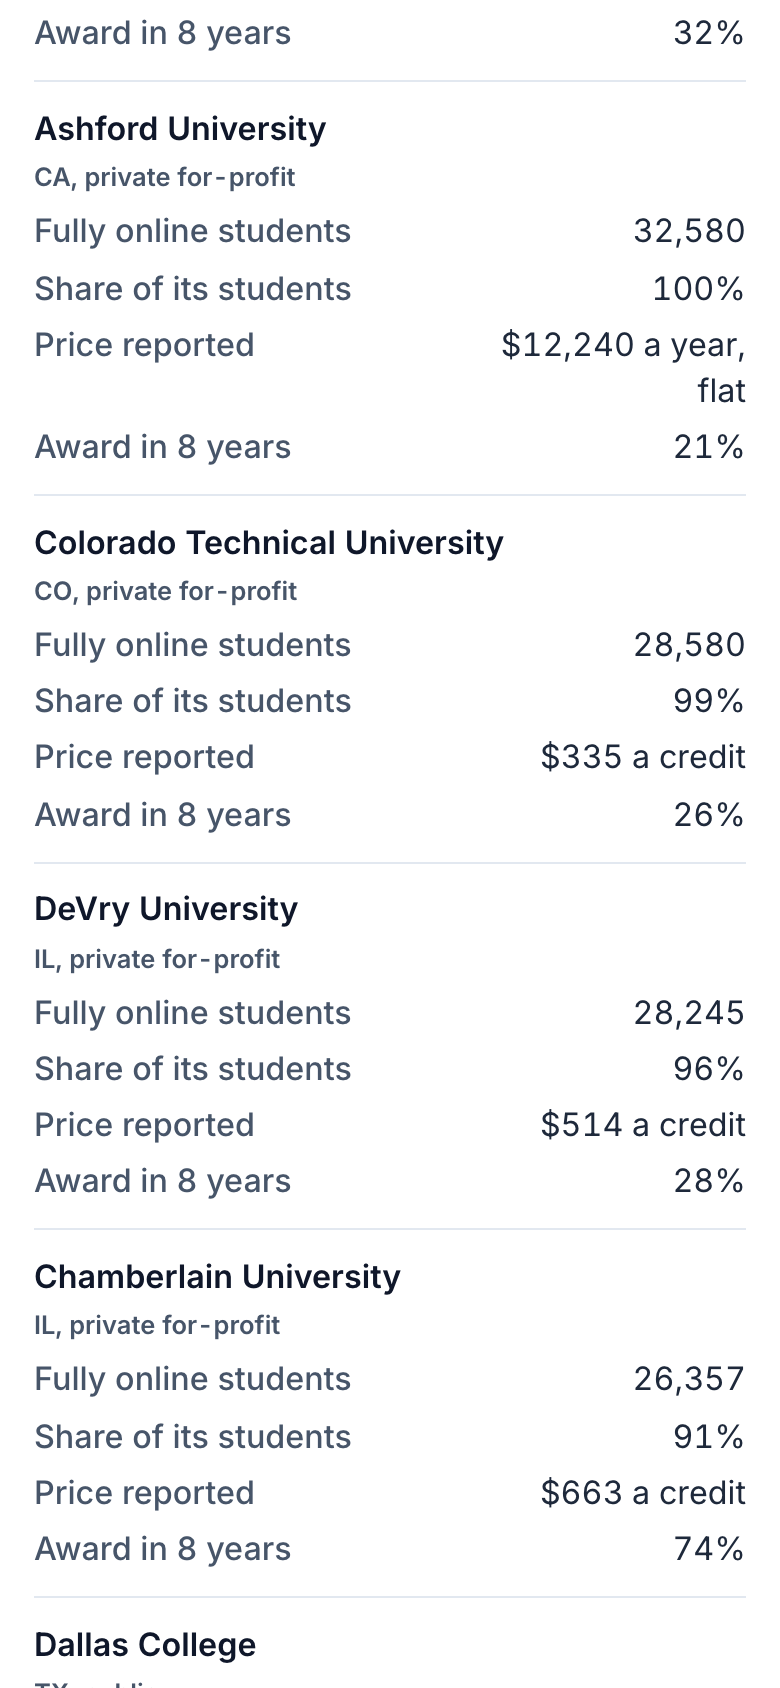 Award in 8 years 32%
Ashford University
CA, private for-profit
Fully online students 32,580
Share of its students 100%
Price reported $12,240 a year,
flat
Award in 8 years 21%
Colorado Technical University
CO, private for-profit
Fully online students 28,580
Share of its students 99%
Price reported $335 a credit
Award in 8 years 26%
DeVry University
IL, private for-profit
Fully online students 28,245
Share of its students 96%
Price reported $514 a credit
Award in 8 years 28%
Chamberlain University
IL, private for-profit
Fully online students 26,357
Share of its students 91%
Price reported $663 a credit
Award in 8 years 74%
Dallas College